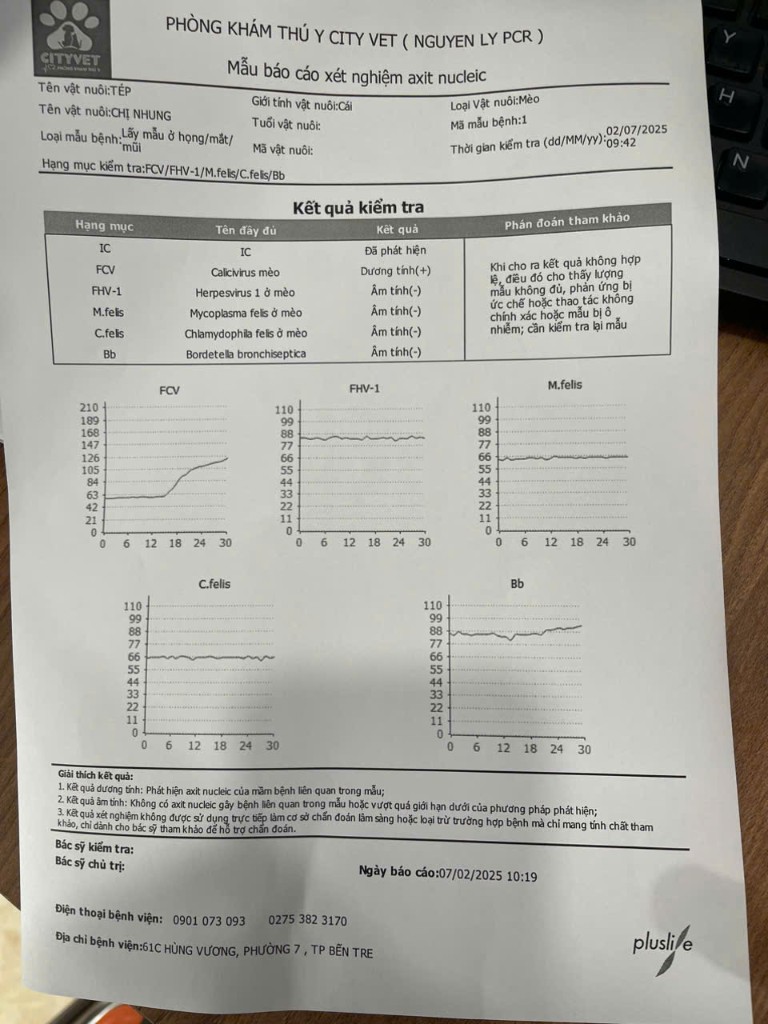 CITYVET
PHÒNG KHÁM THÚ Y CITY VET ( NGUYEN LY PCR )
Mẫu báo cáo xét nghiệm axit nucleic
Tên vật nuôi:TÉP
Giới tính vật nuôi:Cái
Loại Vật nuôi:Mèo
Tên vật nuôi:CHỊ NHUNG
Tuổi vật nuôi:
Mã mẫu bệnh:1
Loại mẫu bệnh:Lấy mẫu ở họng/mắt/
mũi
Mã vật nuôi:
Thời gian kiểm tra (dd/MM/yy):02/07/2025
09:42
Hạng mục kiểm tra:FCV/FHV-1/M.felis/C.felis/Bb
Kết quả kiểm tra
Hạng mục Tên đầy đủ Kết quả Phán đoán tham khảo
IC IC Đã phát hiện
FCV Calicivirus mèo Dương tính(+)
FHV-1 Herpesvirus 1 ở mèo Âm tính(-)
M.felis Mycoplasma felis ở mèo Âm tính(-)
C.felis Chlamydophila felis ở mèo Âm tính(-)
Bb Bordetella bronchiseptica Âm tính(-)
Khi cho ra kết quả không hợp
lệ, điều đó cho thấy lượng
mẫu không đủ, phản ứng bị
ức chế hoặc thao tác không
chính xác hoặc mẫu bị ô
nhiễm; cần kiểm tra lại mẫu
FCV
210
189
168
147
126
105
84
63
42
21
0
0 6 12 18 24 30
FHV-1
110
99
88
77
66
55
44
33
22
11
0
0 6 12 18 24 30
M.felis
110
99
88
77
66
55
44
33
22
11
0
0 6 12 18 24 30
C.felis
110
99
88
77
66
55
44
33
22
11
0
0 6 12 18 24 30
Bb
110
99
88
77
66
55
44
33
22
11
0
0 6 12 18 24 30
Giải thích kết quả:
1. Kết quả dương tính: Phát hiện axit nucleic của mầm bệnh liên quan trong mẫu;
2. Kết quả âm tính: Không có axit nucleic gây bệnh liên quan trong mẫu hoặc vượt quá giới hạn dưới của phương pháp phát hiện;
3. Kết quả xét nghiệm không được sử dụng trực tiếp làm cơ sở chẩn đoán lâm sàng hoặc loại trừ trường hợp bệnh mà chỉ mang tính chất tham
khảo, chỉ dành cho bác sỹ tham khảo để hỗ trợ chẩn đoán.
Bác sỹ kiểm tra:
Bác sỹ chủ trị:
Ngày báo cáo:07/02/2025 10:19
Điện thoại bệnh viện: 0901 073 093 0275 382 3170
Địa chỉ bệnh viện:61C HÙNG VƯƠNG, PHƯỜNG 7 , TP BẾN TRE
pluslife
Y
H
N